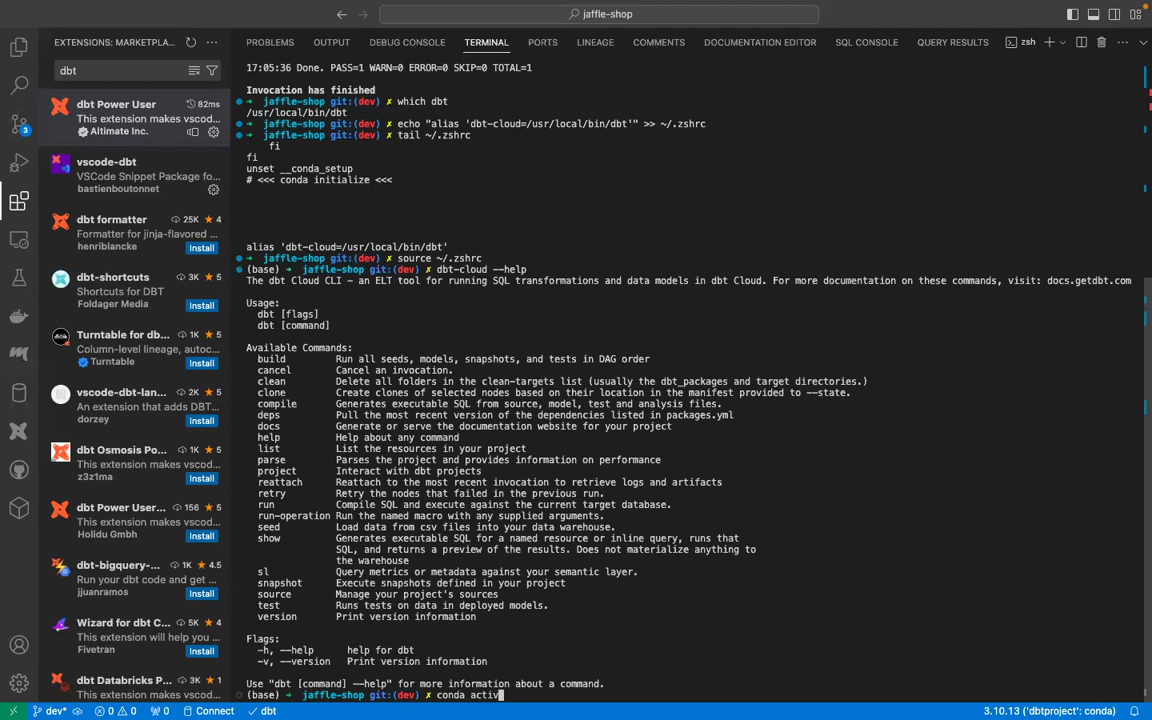 jaffle-shop
EXTENSIONS: MARKETPLA...
dbt
dbt Power User 82ms
This extension makes vscod...
Altimate Inc.
vscode-dbt
VSCode Snippet Package fo...
bastienboutonnet
dbt formatter 25K 4
Formatter for jinja-flavored ...
henriblancke Install
dbt-shortcuts 3K 5
Shortcuts for DBT
Foldager Media Install
Turntable for db... 1K 5
Column-level lineage, autoc...
Turntable Install
vscode-dbt-lan... 2K 5
An extension that adds DBT...
dorzey Install
dbt Osmosis Po... 1K 5
This extension makes vscod...
z3z1ma Install
dbt Power User... 156 5
This extension makes vscod...
Holidu Gmbh Install
dbt-bigquery-... 1K 4.5
Run your dbt code and get ...
jjuanramos Install
Wizard for dbt C... 5K 4
This extension will help you ...
Fivetran Install
dbt Databricks P... 3K 1
This extension makes vscod...
3
PROBLEMS OUTPUT DEBUG CONSOLE TERMINAL PORTS LINEAGE COMMENTS DOCUMENTATION EDITOR SQL CONSOLE QUERY RESULTS zsh
17:05:36 Done. PASS=1 WARN=0 ERROR=0 SKIP=0 TOTAL=1
Invocation has finished
➜ jaffle-shop git:(dev) ✗ which dbt
/usr/local/bin/dbt
➜ jaffle-shop git:(dev) ✗ echo "alias 'dbt-cloud=/usr/local/bin/dbt'" >> ~/.zshrc
➜ jaffle-shop git:(dev) ✗ tail ~/.zshrc
fi
fi
unset __conda_setup
# <<< conda initialize <<<
alias 'dbt-cloud=/usr/local/bin/dbt'
➜ jaffle-shop git:(dev) ✗ source ~/.zshrc
(base) ➜ jaffle-shop git:(dev) ✗ dbt-cloud --help
The dbt Cloud CLI - an ELT tool for running SQL transformations and data models in dbt Cloud. For more documentation on these commands, visit: docs.getdbt.com
Usage:
dbt [flags]
dbt [command]
Available Commands:
build Run all seeds, models, snapshots, and tests in DAG order
cancel Cancel an invocation.
clean Delete all folders in the clean-targets list (usually the dbt_packages and target directories.)
clone Create clones of selected nodes based on their location in the manifest provided to --state.
compile Generates executable SQL from source, model, test and analysis files.
deps Pull the most recent version of the dependencies listed in packages.yml
docs Generate or serve the documentation website for your project
help Help about any command
list List the resources in your project
parse Parses the project and provides information on performance
project Interact with dbt projects
reattach Reattach to the most recent invocation to retrieve logs and artifacts
retry Retry the nodes that failed in the previous run.
run Compile SQL and execute against the current target database.
run-operation Run the named macro with any supplied arguments.
seed Load data from csv files into your data warehouse.
show Generates executable SQL for a named resource or inline query, runs that
SQL, and returns a preview of the results. Does not materialize anything to
the warehouse
sl Query metrics or metadata against your semantic layer.
snapshot Execute snapshots defined in your project
source Manage your project's sources
test Runs tests on data in deployed models.
version Print version information
Flags:
-h, --help help for dbt
-v, --version Print version information
Use "dbt [command] --help" for more information about a command.
(base) ➜ jaffle-shop git:(dev) ✗ conda activ
dev* 0 0 0 Connect dbt 3.10.13 ('dbtproject': conda)